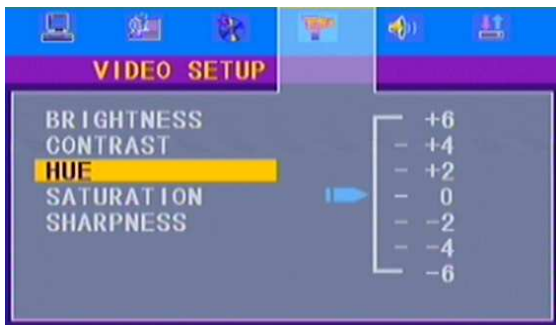 VIDEO SETUP
BRIGHTNESS
CONTRAST
HUE
SATURATION
SHARPNESS
+6
+4
+2
0
-2
-4
-6